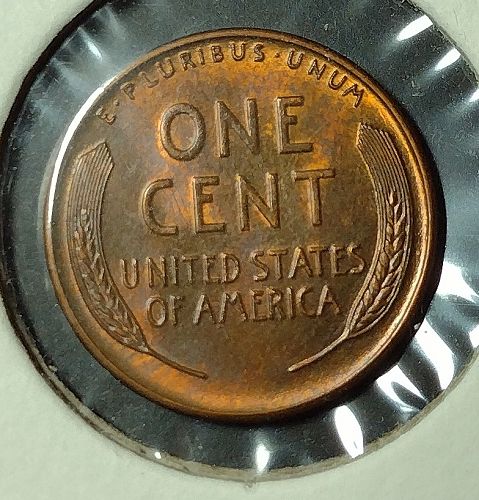 E·PLURIBUS·UNUM
ONE
CENT
UNITED STATES
OF AMERICA